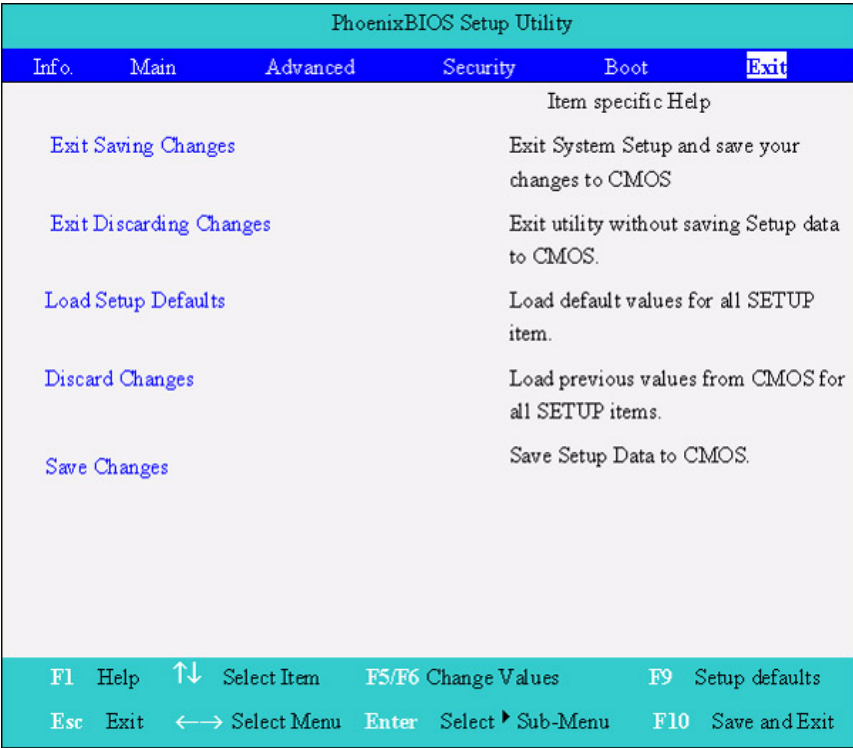 PhoenixBIOS Setup Utility
Info. Main Advanced Security Boot Exit
Item specific Help
Exit Saving Changes
Exit System Setup and save your
changes to CMOS
Exit Discarding Changes
Exit utility without saving Setup data
to CMOS.
Load Setup Defaults
Load default values for all SETUP
item.
Discard Changes
Load previous values from CMOS for
all SETUP items.
Save Changes
Save Setup Data to CMOS.
F1 Help ↑↓ Select Item F5/F6 Change Values F9 Setup defaults
Esc Exit ←→ Select Menu Enter Select ▸ Sub-Menu F10 Save and Exit